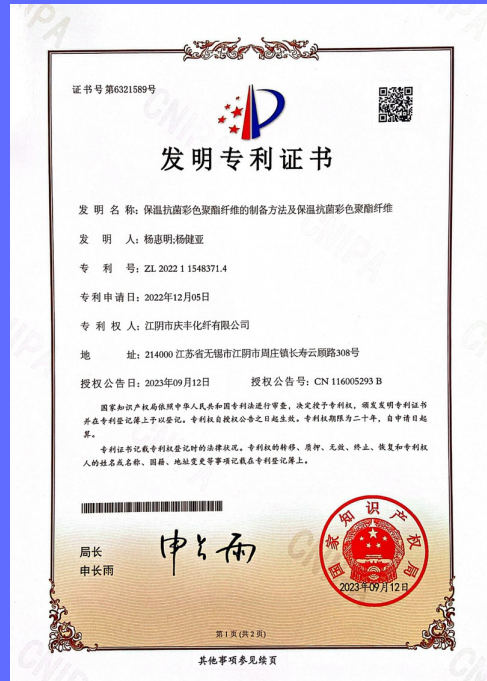 证书号第6321589号
发明专利证书
发 明 名 称：保温抗菌彩色聚酯纤维的制备方法及保温抗菌彩色聚酯纤维
发 明 人：杨惠明;杨健亚
专 利 号：ZL 2022 1 1548371.4
专利申请日：2022年12月05日
专 利 权 人：江阴市庆丰化纤有限公司
地 址：214000 江苏省无锡市江阴市周庄镇长寿云顾路308号
授权公告日：2023年09月12日 授权公告号：CN 116005293 B
国家知识产权局依照中华人民共和国专利法进行审查，决定授予专利权，颁发发明专利证书
并在专利登记簿上予以登记。专利权自授权公告之日起生效。专利权期限为二十年，自申请日起
算。
专利证书记载专利权登记时的法律状况。专利权的转移、质押、无效、终止、恢复和专利权
人的姓名或名称、国籍、地址变更等事项记载在专利登记簿上。
局长
申长雨
申长雨
国家知识产权局
2023年09月12日
第 1 页 (共 2 页)
其他事项参见续页
CNIPA